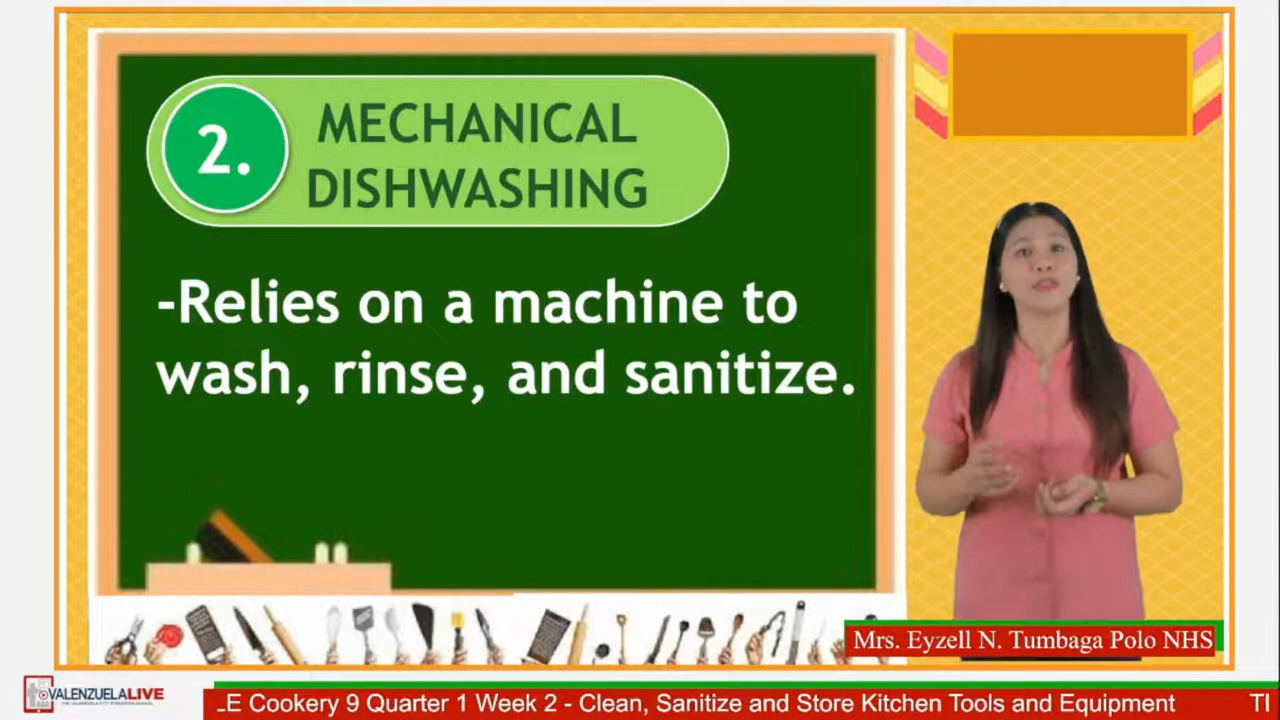 2.
MECHANICAL
DISHWASHING
-Relies on a machine to
wash, rinse, and sanitize.
Mrs. Eyzell N. Tumbaga Polo NHS
VALENZUELALIVE
E Cookery 9 Quarter 1 Week 2 - Clean, Sanitize and Store Kitchen Tools and Equipment